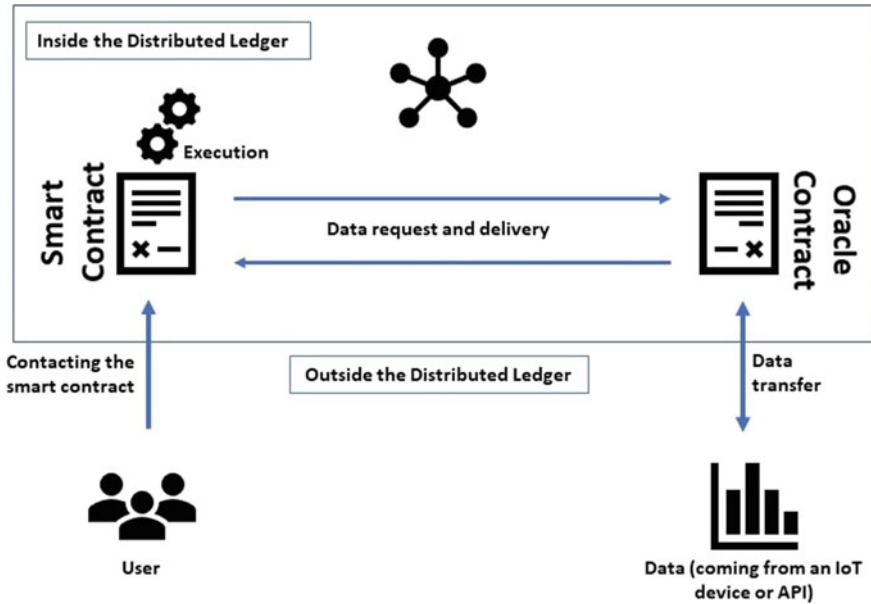 Inside the Distributed Ledger
Execution
Smart
Contract
Data request and delivery
Oracle
Contract
Contacting the
smart contract
Outside the Distributed Ledger
Data
transfer
User
Data (coming from an IoT
device or API)